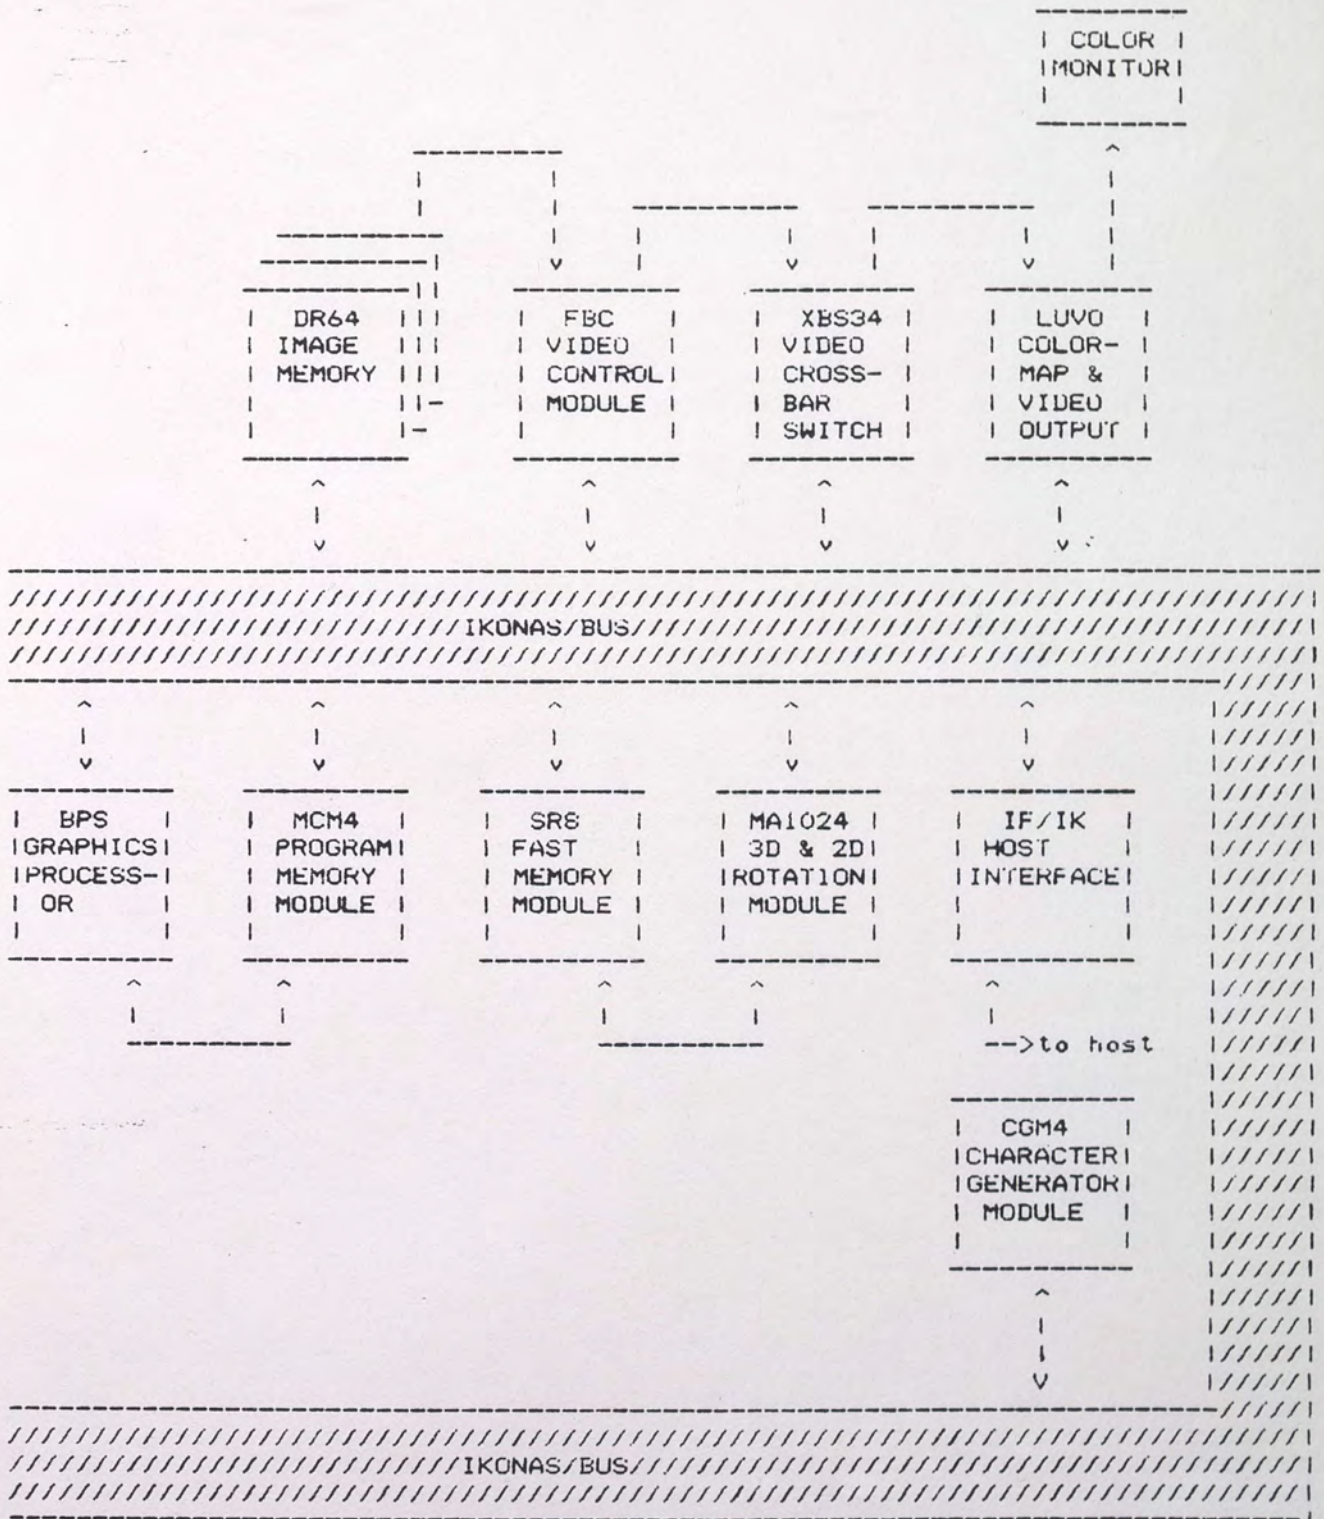 COLOR
MONITOR
DR64
IMAGE
MEMORY
FBC
VIDEO
CONTROL
MODULE
XBS34
VIDEO
CROSS-
BAR
SWITCH
LUVO
COLOR-
MAP &
VIDEO
OUTPUT
IKONAS/BUS
BPS
GRAPHICS
PROCESS-
OR
MCM4
PROGRAM
MEMORY
MODULE
SR8
FAST
MEMORY
MODULE
MA1024
3D & 2D
ROTATION
MODULE
IF/IK
HOST
INTERFACE
-->to host
CGM4
CHARACTER
GENERATOR
MODULE
IKONAS/BUS